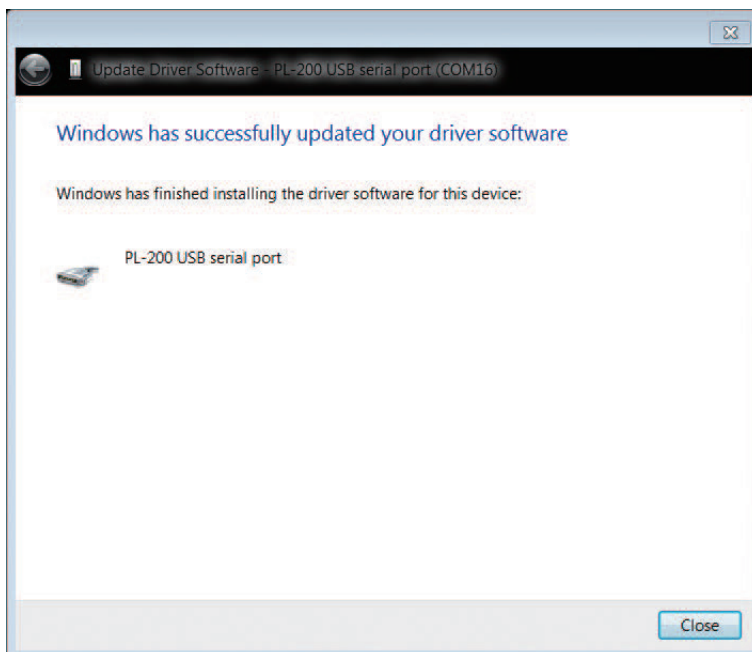 Update Driver Software - PL-200 USB serial port (COM16)
Windows has successfully updated your driver software
Windows has finished installing the driver software for this device:
PL-200 USB serial port
Close